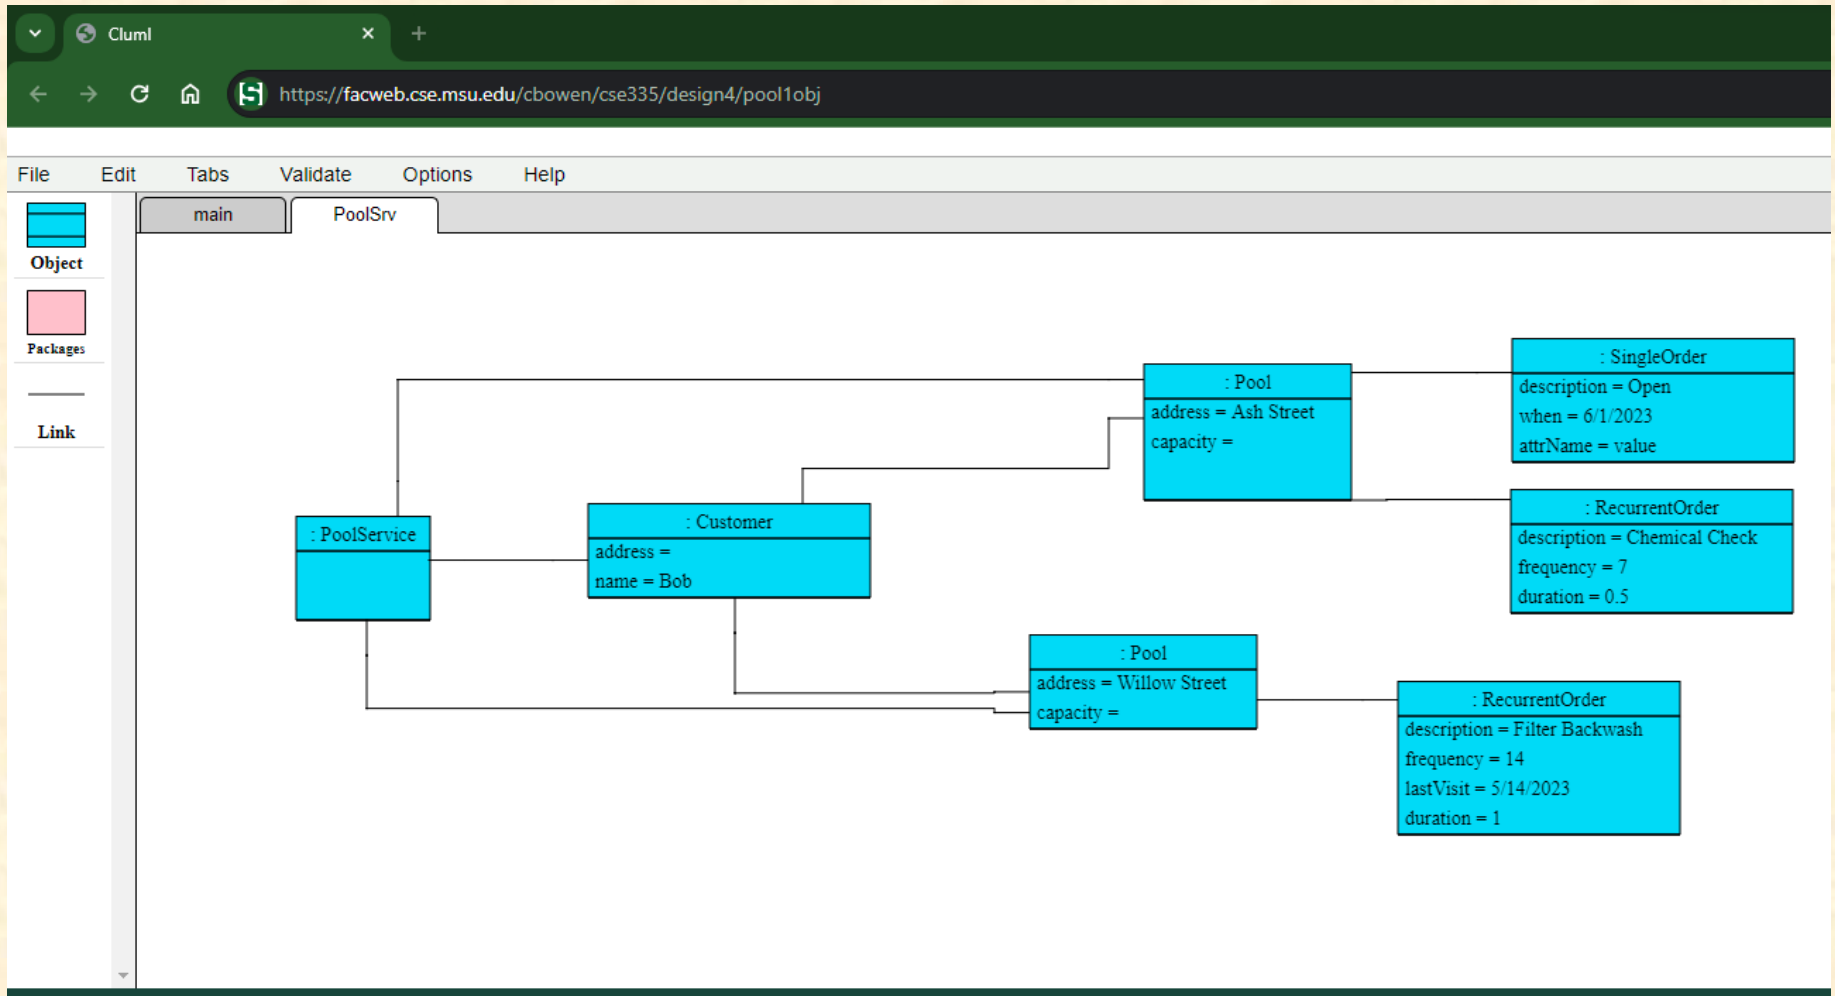 Cluml
https://facweb.cse.msu.edu/cbowen/cse335/design4/pool1obj
File Edit Tabs Validate Options Help
main PoolSrv
Object
Packages
Link
: PoolService
: Customer
address =
name = Bob
: Pool
address = Ash Street
capacity =
: SingleOrder
description = Open
when = 6/1/2023
attrName = value
: RecurrentOrder
description = Chemical Check
frequency = 7
duration = 0.5
: Pool
address = Willow Street
capacity =
: RecurrentOrder
description = Filter Backwash
frequency = 14
lastVisit = 5/14/2023
duration = 1